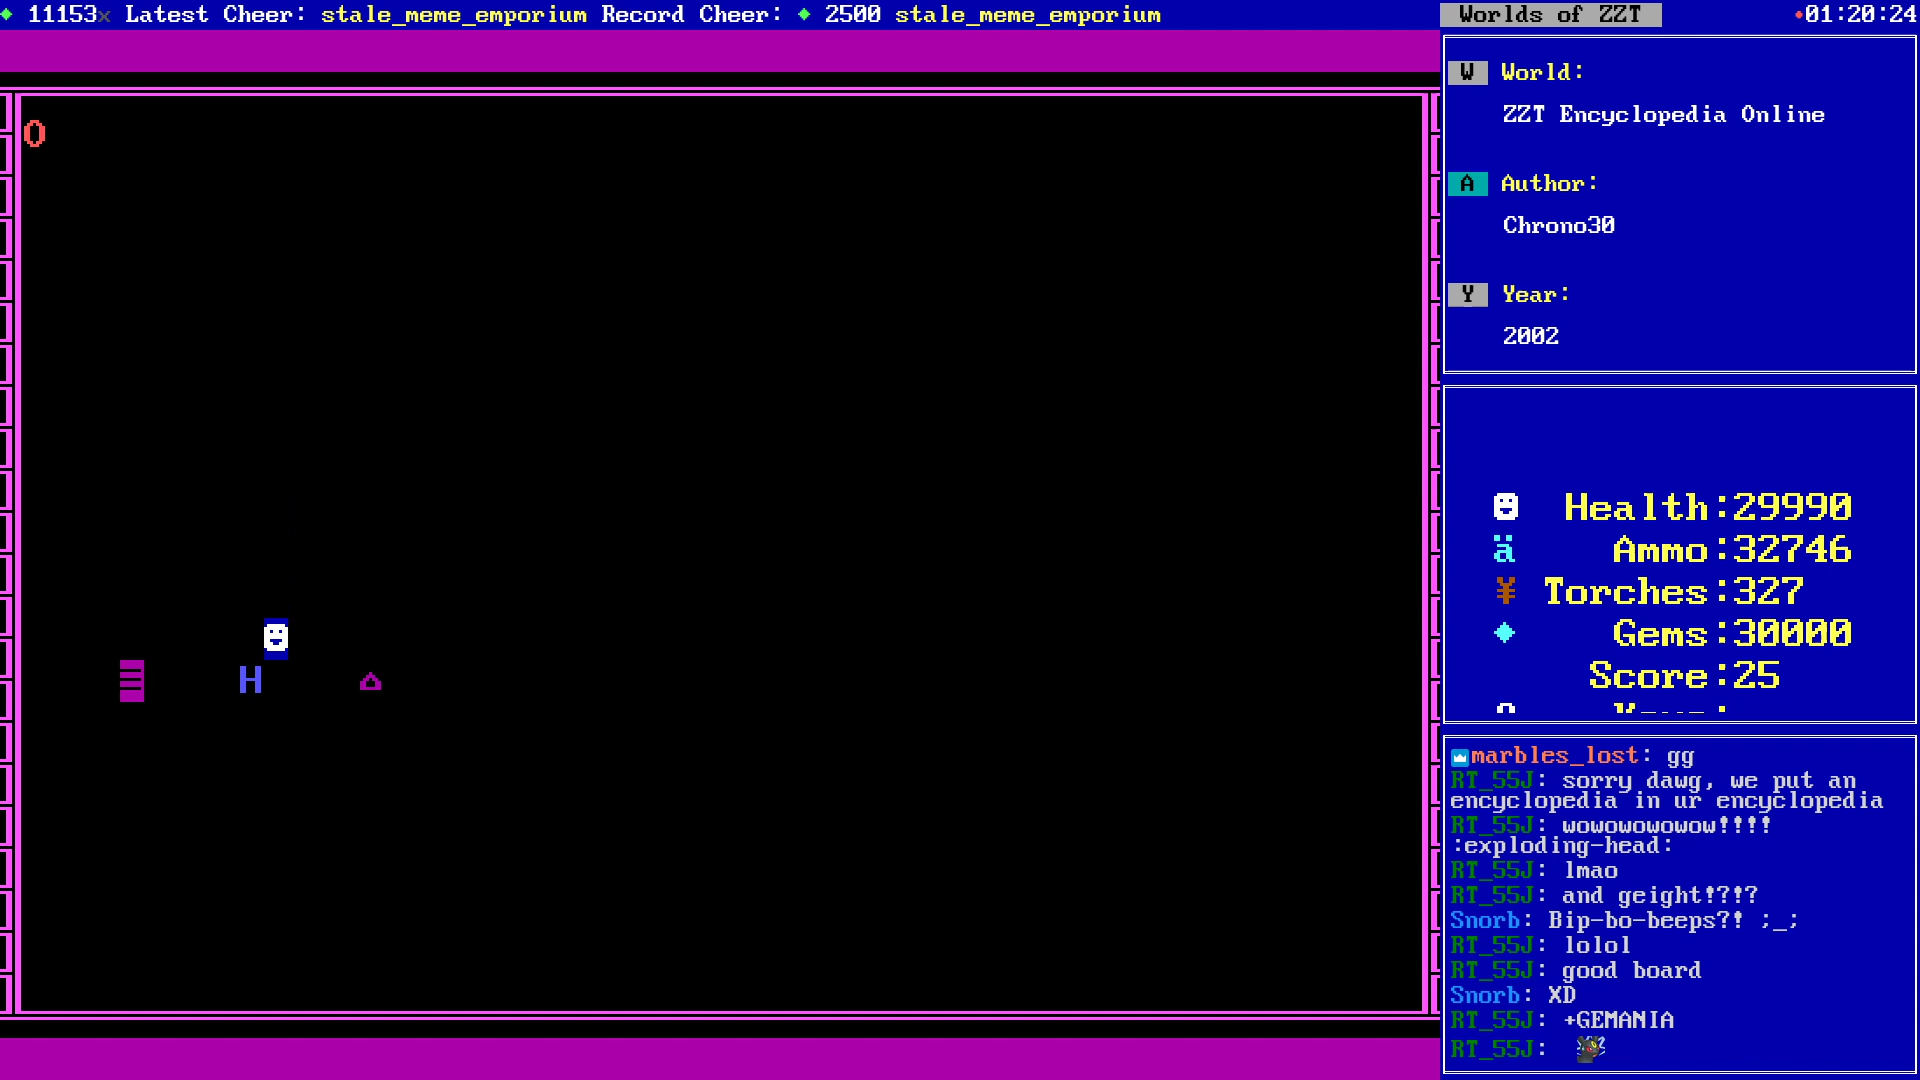 ♦ 11153x Latest Cheer: stale_meme_emporium Record Cheer: ♦ 2500 stale_meme_emporium
Worlds of ZZT •01:20:24
W World:
ZZT Encyclopedia Online
A Author:
Chrono30
Y Year:
2002
O
H
Health:29990
ä Ammo:32746
¥ Torches:327
♦ Gems:30000
Score:25
marbles_lost: gg
RT_55J: sorry dawg, we put an
encyclopedia in ur encyclopedia
RT_55J: wowowowowow!!!!
:exploding-head:
RT_55J: lmao
RT_55J: and geight!?!?
Snorb: Bip-bo-beeps?! ;_;
RT_55J: lolol
RT_55J: good board
Snorb: XD
RT_55J: +GEMANIA
RT_55J: